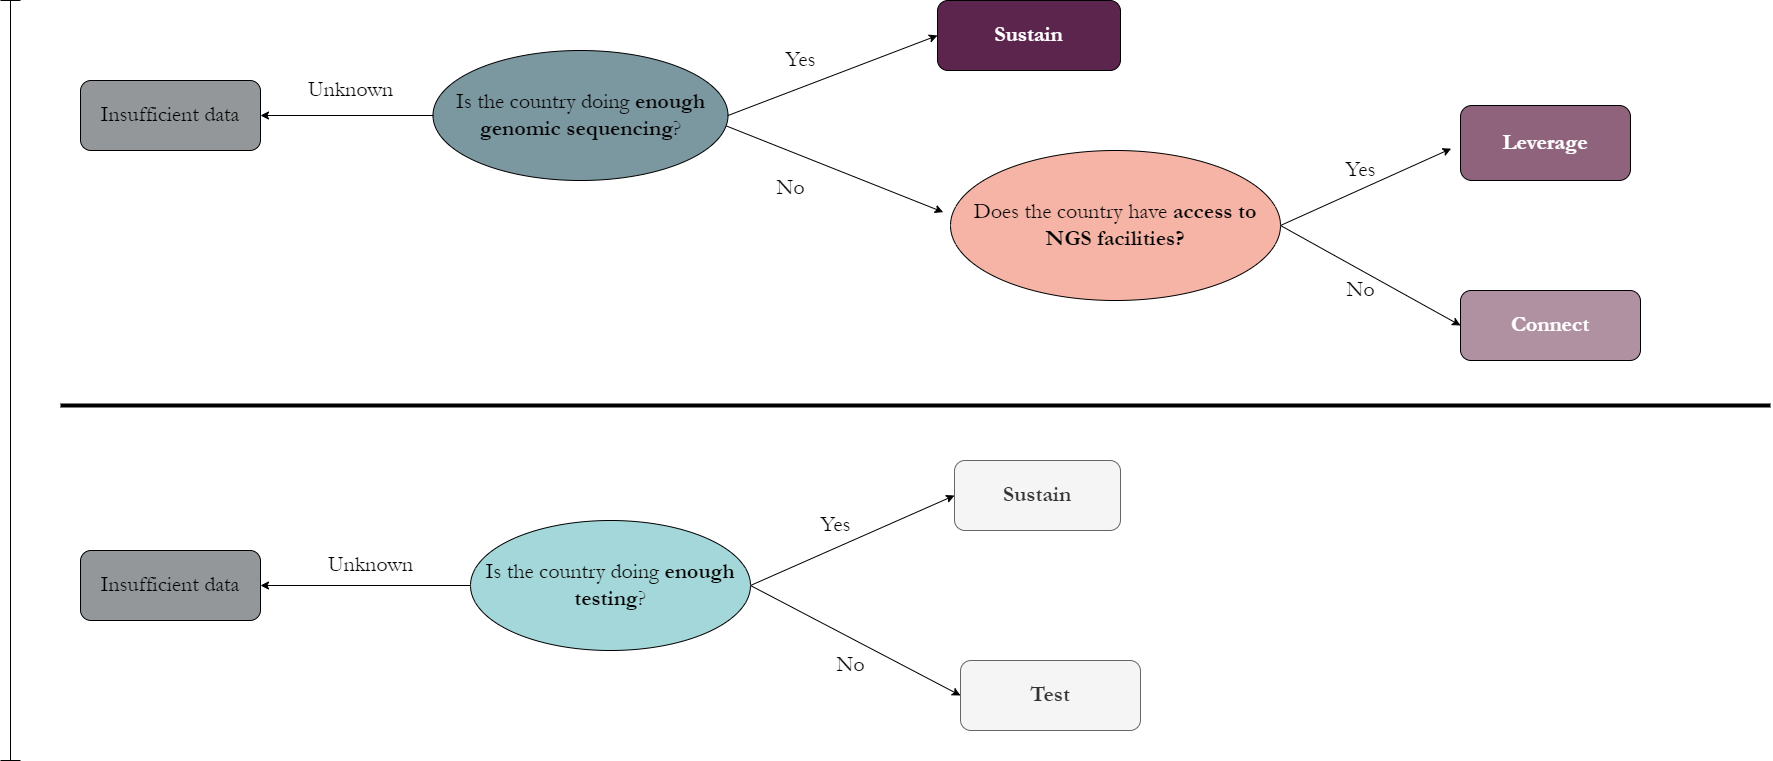 Sustain
Yes
Unknown
Insufficient data
Is the country doing enough
genomic sequencing?
Leverage
Yes
No
Does the country have access to
NGS facilities?
No
Connect
Sustain
Yes
Unknown
Insufficient data
Is the country doing enough
testing?
No
Test